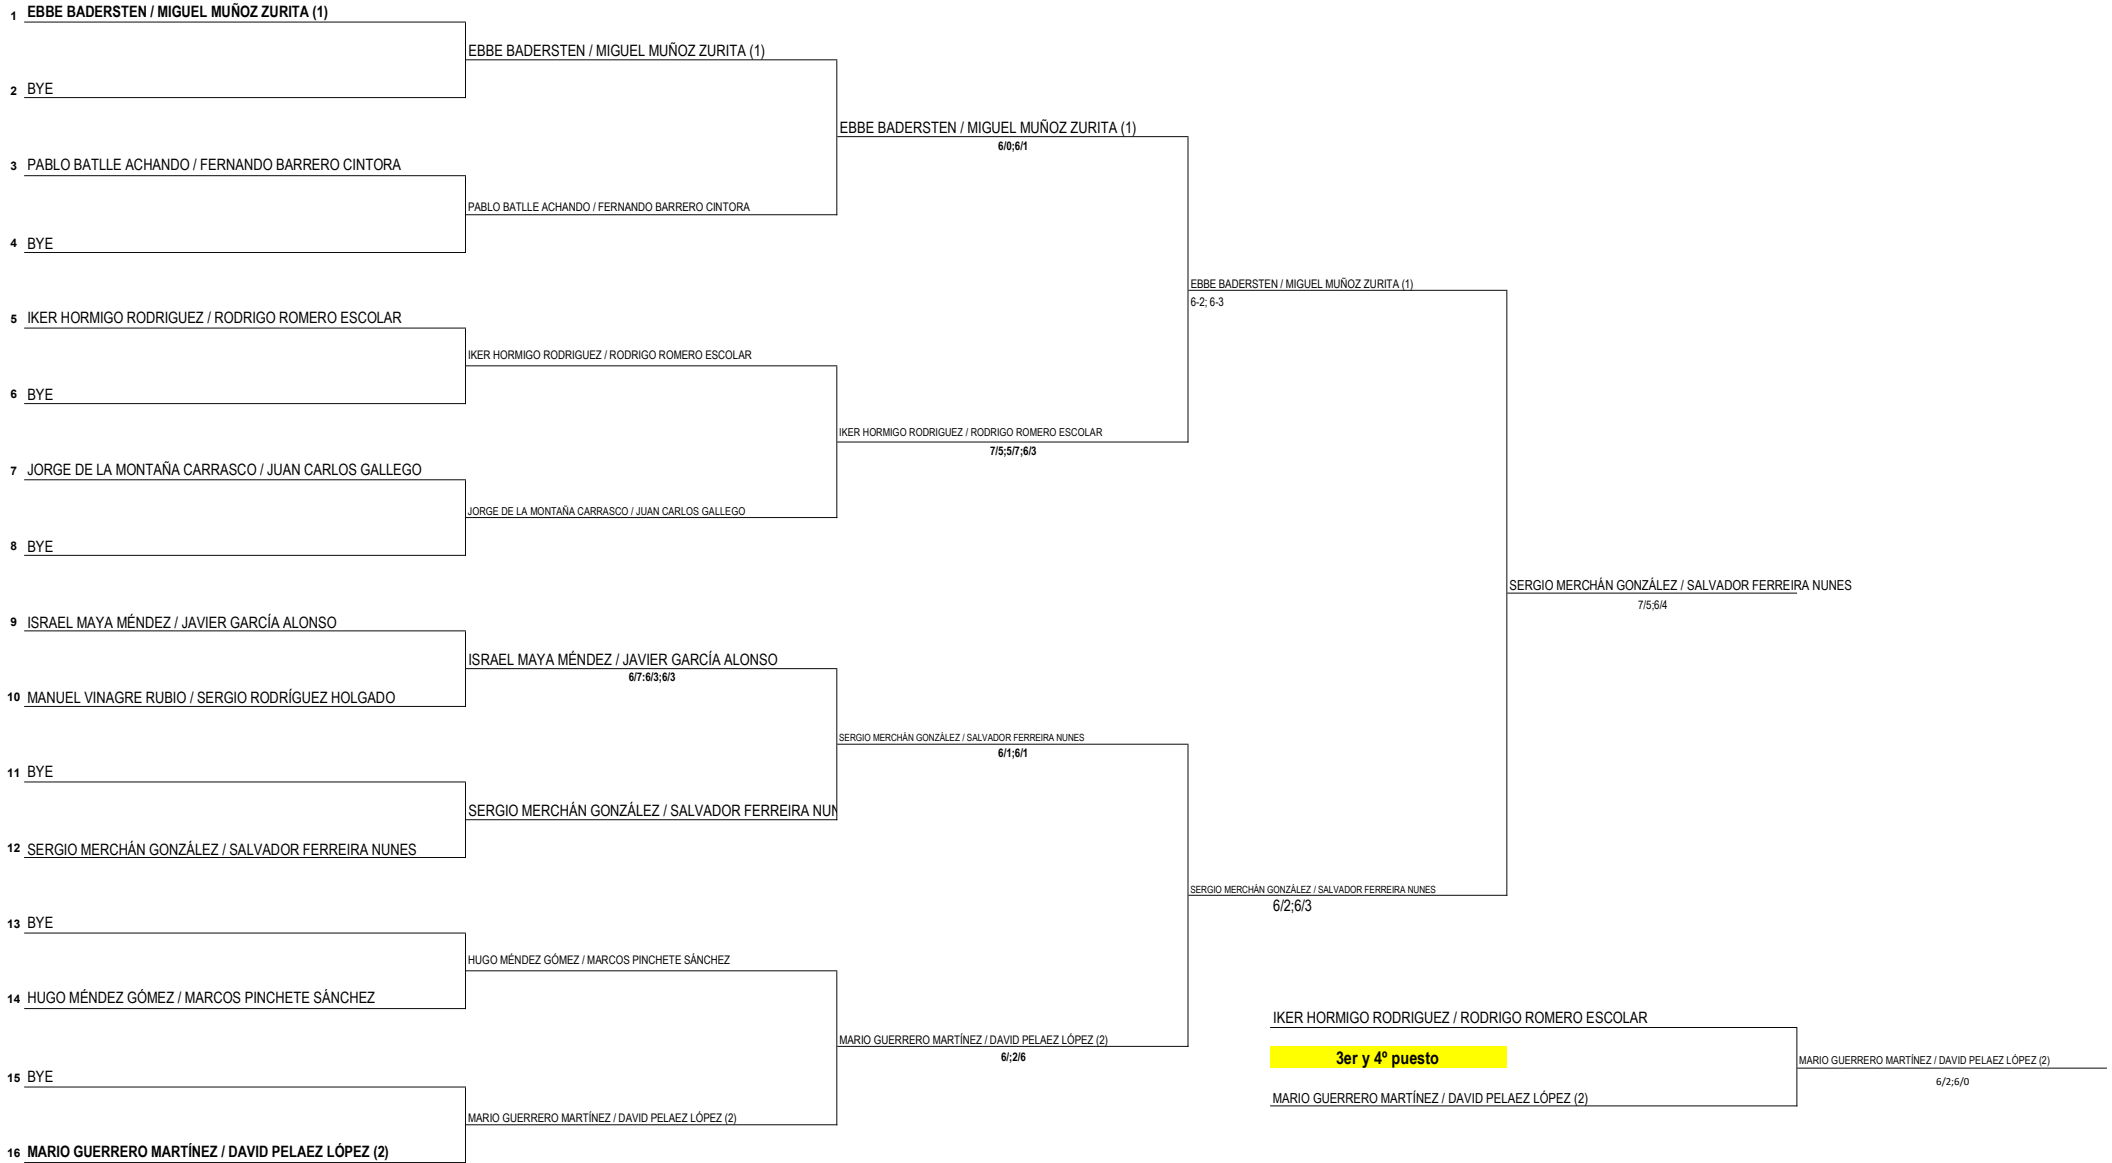 1 EBBE BADERSTEN / MIGUEL MUÑOZ ZURITA (1)
EBBE BADERSTEN / MIGUEL MUÑOZ ZURITA (1)
2 BYE
EBBE BADERSTEN / MIGUEL MUÑOZ ZURITA (1)
6/0;6/1
3 PABLO BATLLE ACHANDO / FERNANDO BARRERO CINTORA
PABLO BATLLE ACHANDO / FERNANDO BARRERO CINTORA
4 BYE
EBBE BADERSTEN / MIGUEL MUÑOZ ZURITA (1)
6-2; 6-3
5 IKER HORMIGO RODRIGUEZ / RODRIGO ROMERO ESCOLAR
IKER HORMIGO RODRIGUEZ / RODRIGO ROMERO ESCOLAR
6 BYE
IKER HORMIGO RODRIGUEZ / RODRIGO ROMERO ESCOLAR
7/5;5/7;6/3
7 JORGE DE LA MONTAÑA CARRASCO / JUAN CARLOS GALLEGO
JORGE DE LA MONTAÑA CARRASCO / JUAN CARLOS GALLEGO
8 BYE
SERGIO MERCHÁN GONZÁLEZ / SALVADOR FERREIRA NUNES
7/5;6/4
9 ISRAEL MAYA MÉNDEZ / JAVIER GARCÍA ALONSO
ISRAEL MAYA MÉNDEZ / JAVIER GARCÍA ALONSO
6/7:6/3;6/3
10 MANUEL VINAGRE RUBIO / SERGIO RODRÍGUEZ HOLGADO
SERGIO MERCHÁN GONZÁLEZ / SALVADOR FERREIRA NUNES
6/1;6/1
11 BYE
SERGIO MERCHÁN GONZÁLEZ / SALVADOR FERREIRA NUN
12 SERGIO MERCHÁN GONZÁLEZ / SALVADOR FERREIRA NUNES
SERGIO MERCHÁN GONZÁLEZ / SALVADOR FERREIRA NUNES
6/2;6/3
13 BYE
HUGO MÉNDEZ GÓMEZ / MARCOS PINCHETE SÁNCHEZ
14 HUGO MÉNDEZ GÓMEZ / MARCOS PINCHETE SÁNCHEZ
IKER HORMIGO RODRIGUEZ / RODRIGO ROMERO ESCOLAR
MARIO GUERRERO MARTÍNEZ / DAVID PELAEZ LÓPEZ (2)
6/;2/6
3er y 4º puesto
MARIO GUERRERO MARTÍNEZ / DAVID PELAEZ LÓPEZ (2)
6/2;6/0
15 BYE
MARIO GUERRERO MARTÍNEZ / DAVID PELAEZ LÓPEZ (2)
MARIO GUERRERO MARTÍNEZ / DAVID PELAEZ LÓPEZ (2)
16 MARIO GUERRERO MARTÍNEZ / DAVID PELAEZ LÓPEZ (2)